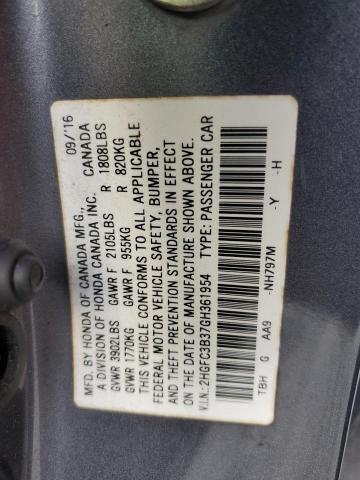 MFD. BY HONDA OF CANADA MFG., CANADA 09/'16
A DIVISION OF HONDA CANADA INC.
GVWR 3902LBS GAWR F 2105LBS R 1808LBS
GVWR 1770KG GAWR F 955KG R 820KG
THIS VEHICLE CONFORMS TO ALL APPLICABLE
FEDERAL MOTOR VEHICLE SAFETY, BUMPER,
AND THEFT PREVENTION STANDARDS IN EFFECT
ON THE DATE OF MANUFACTURE SHOWN ABOVE.
V.I.N.: 2HGFC3B37GH361954 TYPE: PASSENGER CAR
TBH G AA9 -NH797M -Y -H